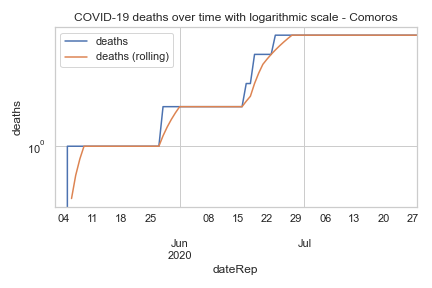 COVID-19 deaths over time with logarithmic scale - Comoros
deaths
deaths (rolling)
deaths
10^0
04 11 18 25 08 15 22 29 06 13 20 27
Jun Jul
2020
dateRep